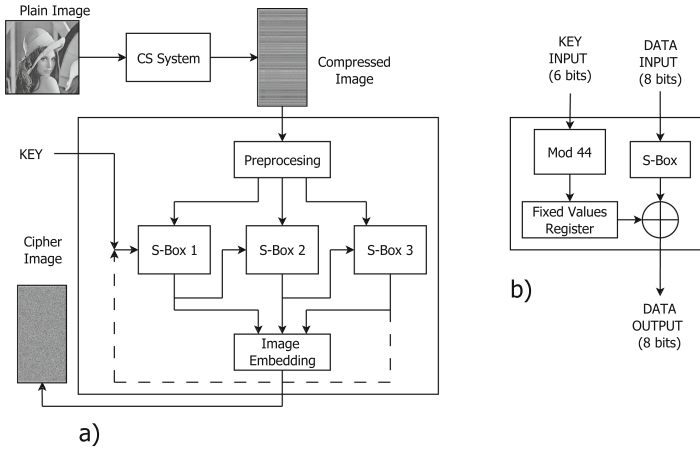 Plain Image
CS System
Compressed
Image
KEY
Preprocesing
S-Box 1
S-Box 2
S-Box 3
Cipher
Image
Image
Embedding
a)
KEY
INPUT
(6 bits)
DATA
INPUT
(8 bits)
Mod 44
S-Box
Fixed Values
Register
b)
DATA
OUTPUT
(8 bits)